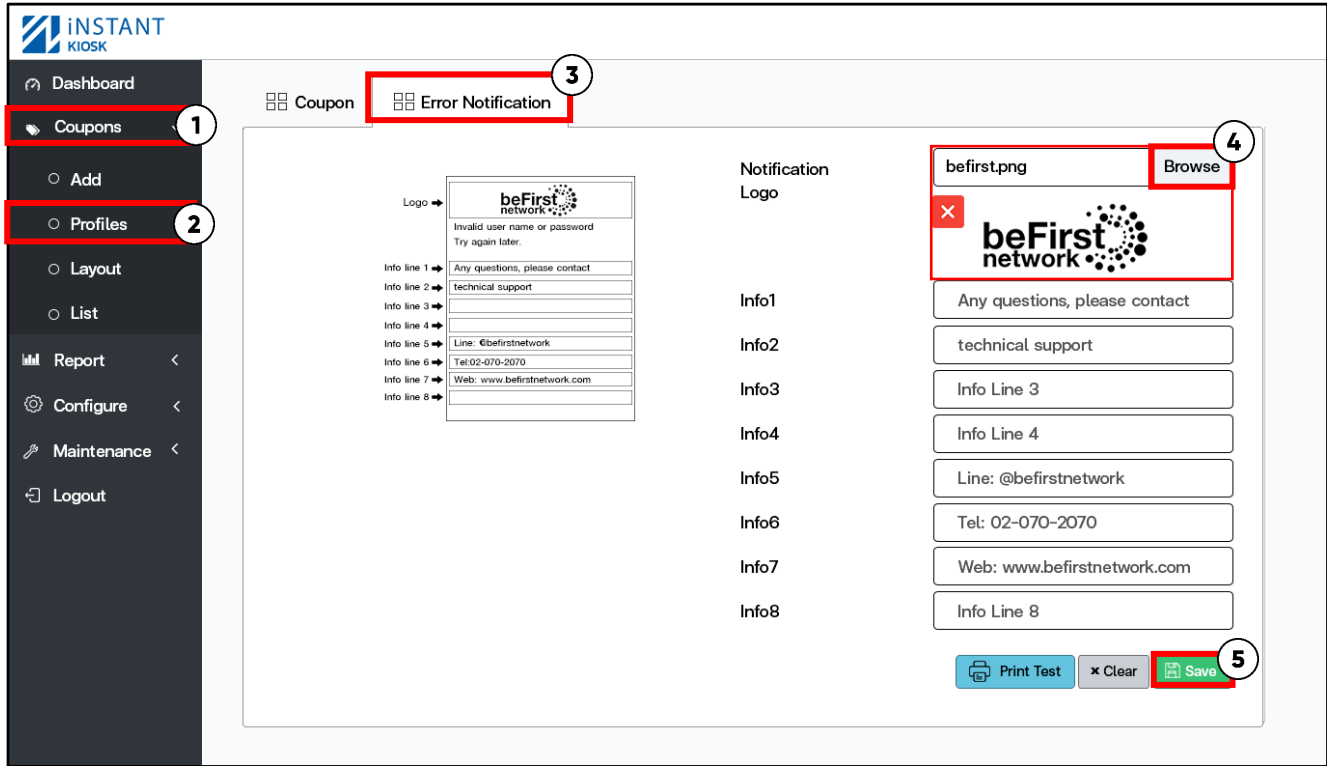 iNSTANT
KIOSK
Dashboard
Coupons
1
Add
Profiles
2
Layout
List
Report
Configure
Maintenance
Logout
Coupon
Error Notification
3
Logo
beFirst
network
Invalid user name or password
Try again later.
Info line 1 Any questions, please contact
Info line 2 technical support
Info line 3
Info line 4
Info line 5 Line: @befirstnetwork
Info line 6 Tel:02-070-2070
Info line 7 Web: www.befirstnetwork.com
Info line 8
Notification
Logo
befirst.png Browse
4
beFirst
network
Info1 Any questions, please contact
Info2 technical support
Info3 Info Line 3
Info4 Info Line 4
Info5 Line: @befirstnetwork
Info6 Tel: 02-070-2070
Info7 Web: www.befirstnetwork.com
Info8 Info Line 8
Print Test × Clear Save
5